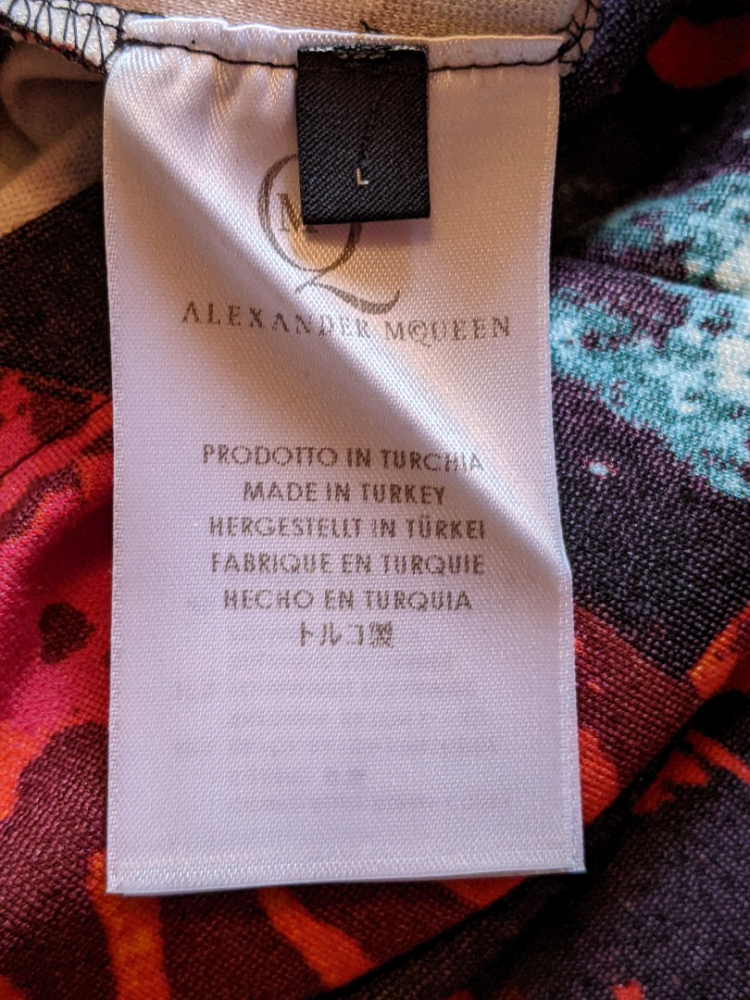 L
MQ
ALEXANDER MCQUEEN
PRODOTTO IN TURCHIA
MADE IN TURKEY
HERGESTELLT IN TÜRKEI
FABRIQUE EN TURQUIE
HECHO EN TURQUIA
トルコ製